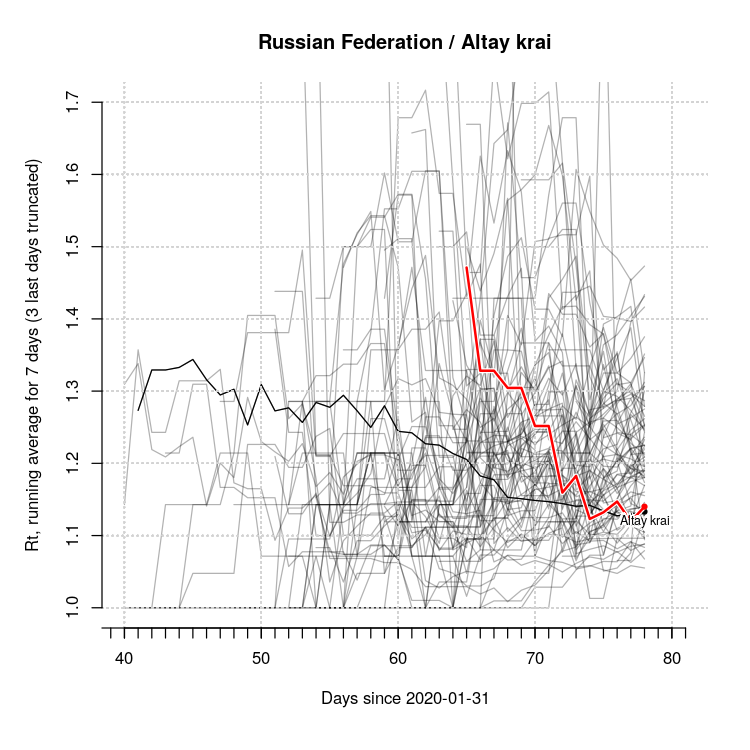 Russian Federation / Altay krai
Rt, running average for 7 days (3 last days truncated)
1.7
1.6
1.5
1.4
1.3
1.2
1.1
1.0
Altay krai
40 50 60 70 80
Days since 2020-01-31